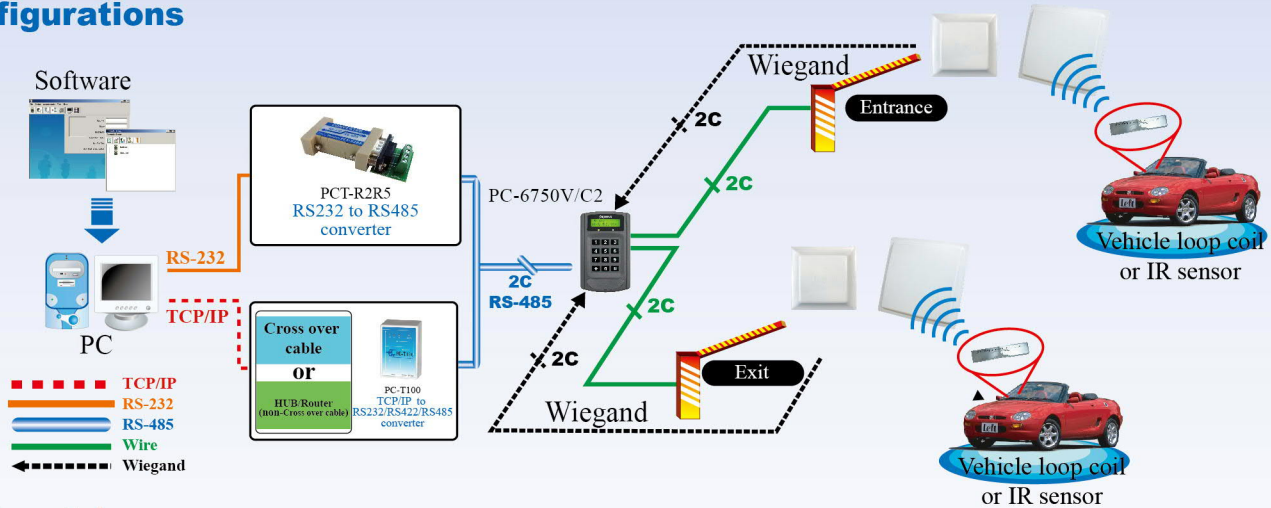 figurations
Software
PCT-R2R5
RS232 to RS485
converter
RS-232
TCP/IP
PC
Cross over
cable
or
HUB/Router
(non-Cross over cable)
PC-T100
TCP/IP to
RS232/RS422/RS485
converter
2C
RS-485
PC-6750V/C2
Wiegand
2C
2C
Entrance
Left
Vehicle loop coil
or IR sensor
2C
2C
Wiegand
Exit
Left
Vehicle loop coil
or IR sensor
TCP/IP
RS-232
RS-485
Wire
Wiegand